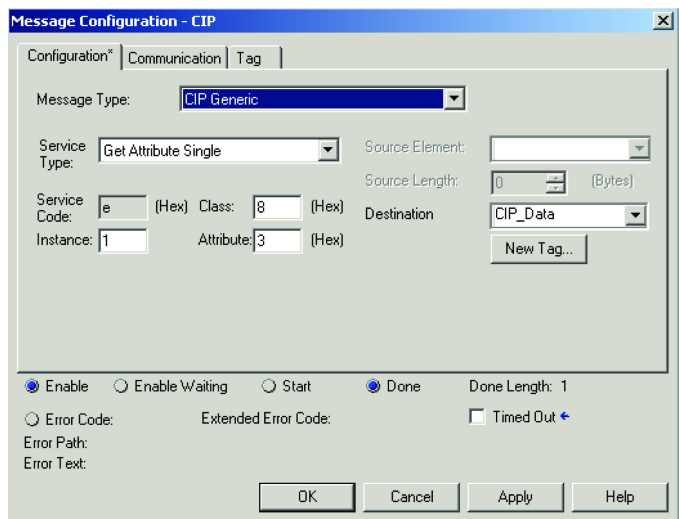 Message Configuration - CIP
Configuration* Communication Tag
Message Type: CIP Generic
Service Type: Get Attribute Single
Source Element:
Source Length: 0 (Bytes)
Service Code: e (Hex) Class: 8 (Hex)
Destination CIP_Data
Instance: 1 Attribute: 3 (Hex)
New Tag...
Enable Enable Waiting Start Done Done Length: 1
Error Code: Extended Error Code: Timed Out ←
Error Path:
Error Text:
OK Cancel Apply Help